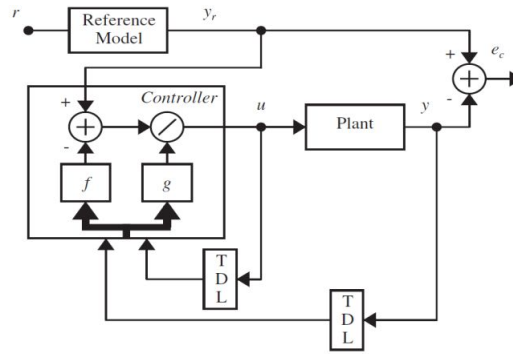 r
Reference
Model
y_r
e_c
+
-
Controller
+
-
f
g
u
Plant
y
T
D
L
T
D
L